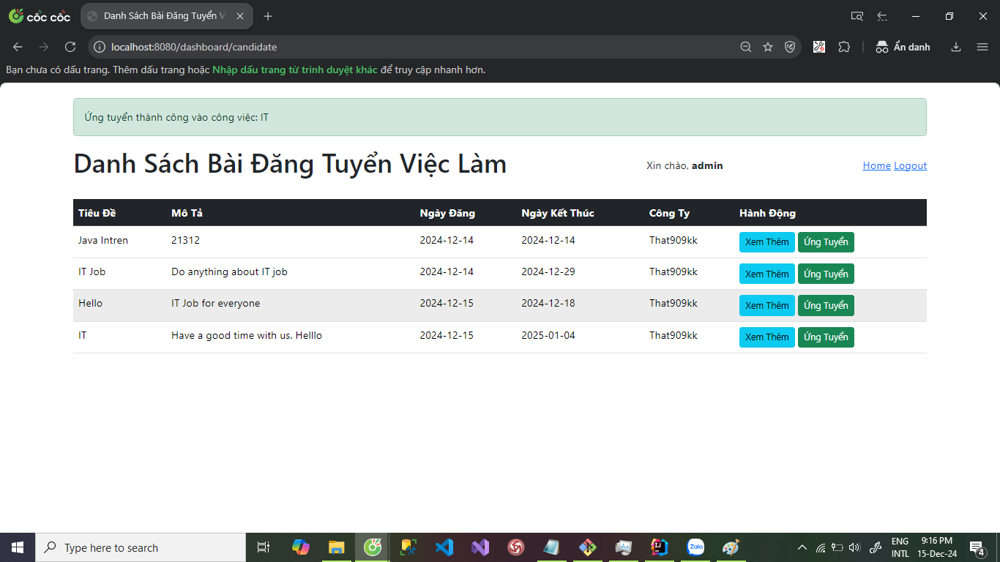 cốc cốc
Danh Sách Bài Đăng Tuyển V
localhost:8080/dashboard/candidate
Ẩn danh
Bạn chưa có dấu trang. Thêm dấu trang hoặc Nhập dấu trang từ trình duyệt khác để truy cập nhanh hơn.
Ứng tuyển thành công vào công việc: IT
Danh Sách Bài Đăng Tuyển Việc Làm
Xin chào, admin
Home Logout
Tiêu Đề Mô Tả Ngày Đăng Ngày Kết Thúc Công Ty Hành Động
Java Intren 21312 2024-12-14 2024-12-14 That909kk Xem Thêm Ứng Tuyển
IT Job Do anything about IT job 2024-12-14 2024-12-29 That909kk Xem Thêm Ứng Tuyển
Hello IT Job for everyone 2024-12-15 2024-12-18 That909kk Xem Thêm Ứng Tuyển
IT Have a good time with us. Helllo 2024-12-15 2025-01-04 That909kk Xem Thêm Ứng Tuyển
Type here to search
Zalo
ENG
INTL
9:16 PM
15-Dec-24
4